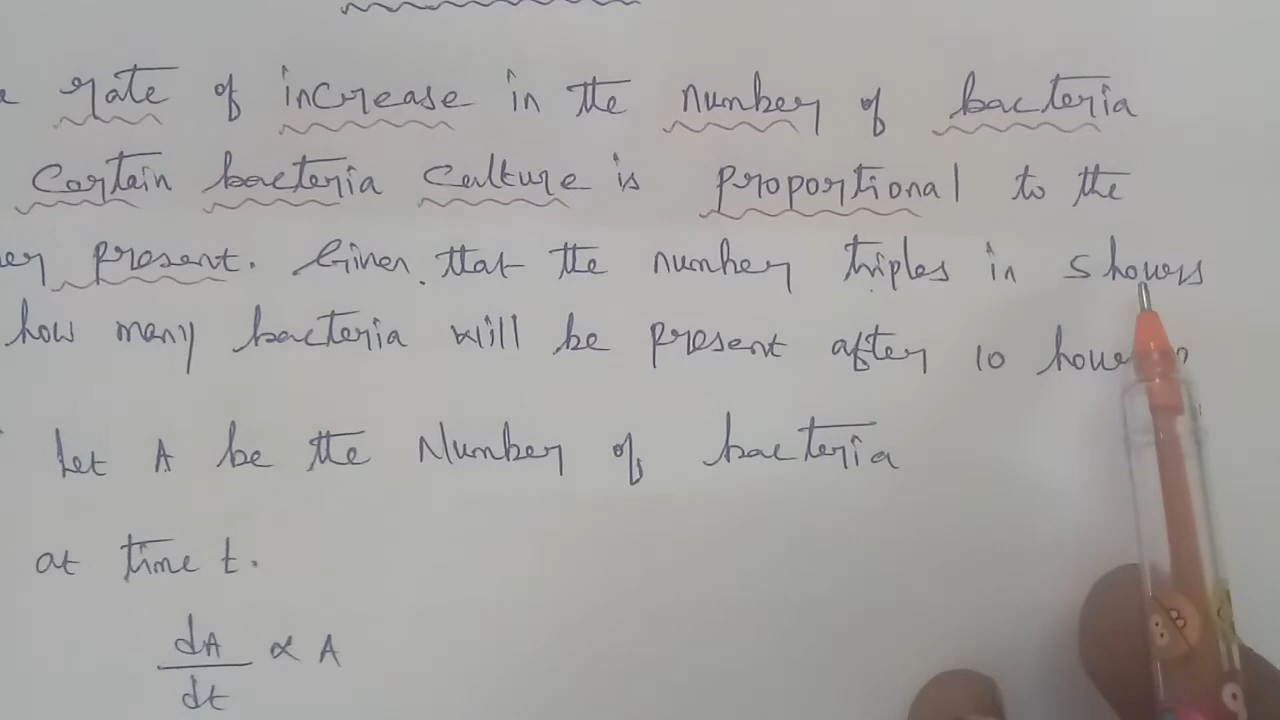 rate of increase in the number of bacteria
certain bacteria culture is proportional to the
present. Given that the number triples in 5 hours
how many bacteria will be present after 10
Let A be the Number of bacteria
at time t.
dA/dt ∝ A